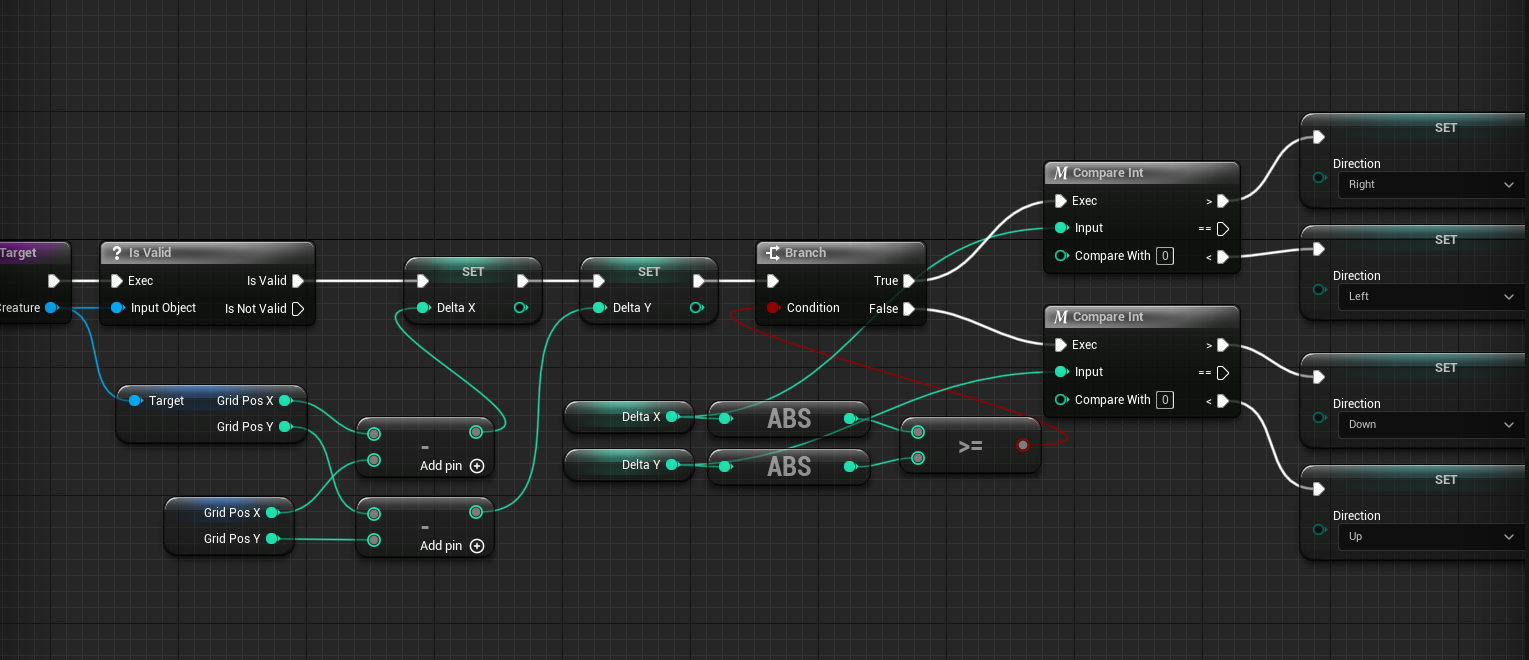 Target
Creature
? Is Valid
Exec
Is Valid
Input Object
Is Not Valid
Target
Grid Pos X
Grid Pos Y
Grid Pos X
Grid Pos Y
-
Add pin
-
Add pin
SET
Delta X
SET
Delta Y
Branch
True
Condition
False
Delta X
ABS
Delta Y
ABS
>=
M Compare Int
Exec
>
Input
==
Compare With 0
<
M Compare Int
Exec
>
Input
==
Compare With 0
<
SET
Direction
Right
SET
Direction
Left
SET
Direction
Down
SET
Direction
Up